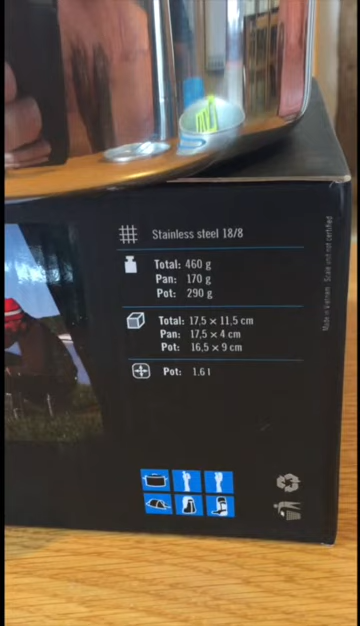 Stainless steel 18/8
Total: 460 g
Pan: 170 g
Pot: 290 g
Total: 17,5 × 11,5 cm
Pan: 17,5 × 4 cm
Pot: 16,5 × 9 cm
Pot: 1.6 l
Made in Vietnam Scale unit not certified